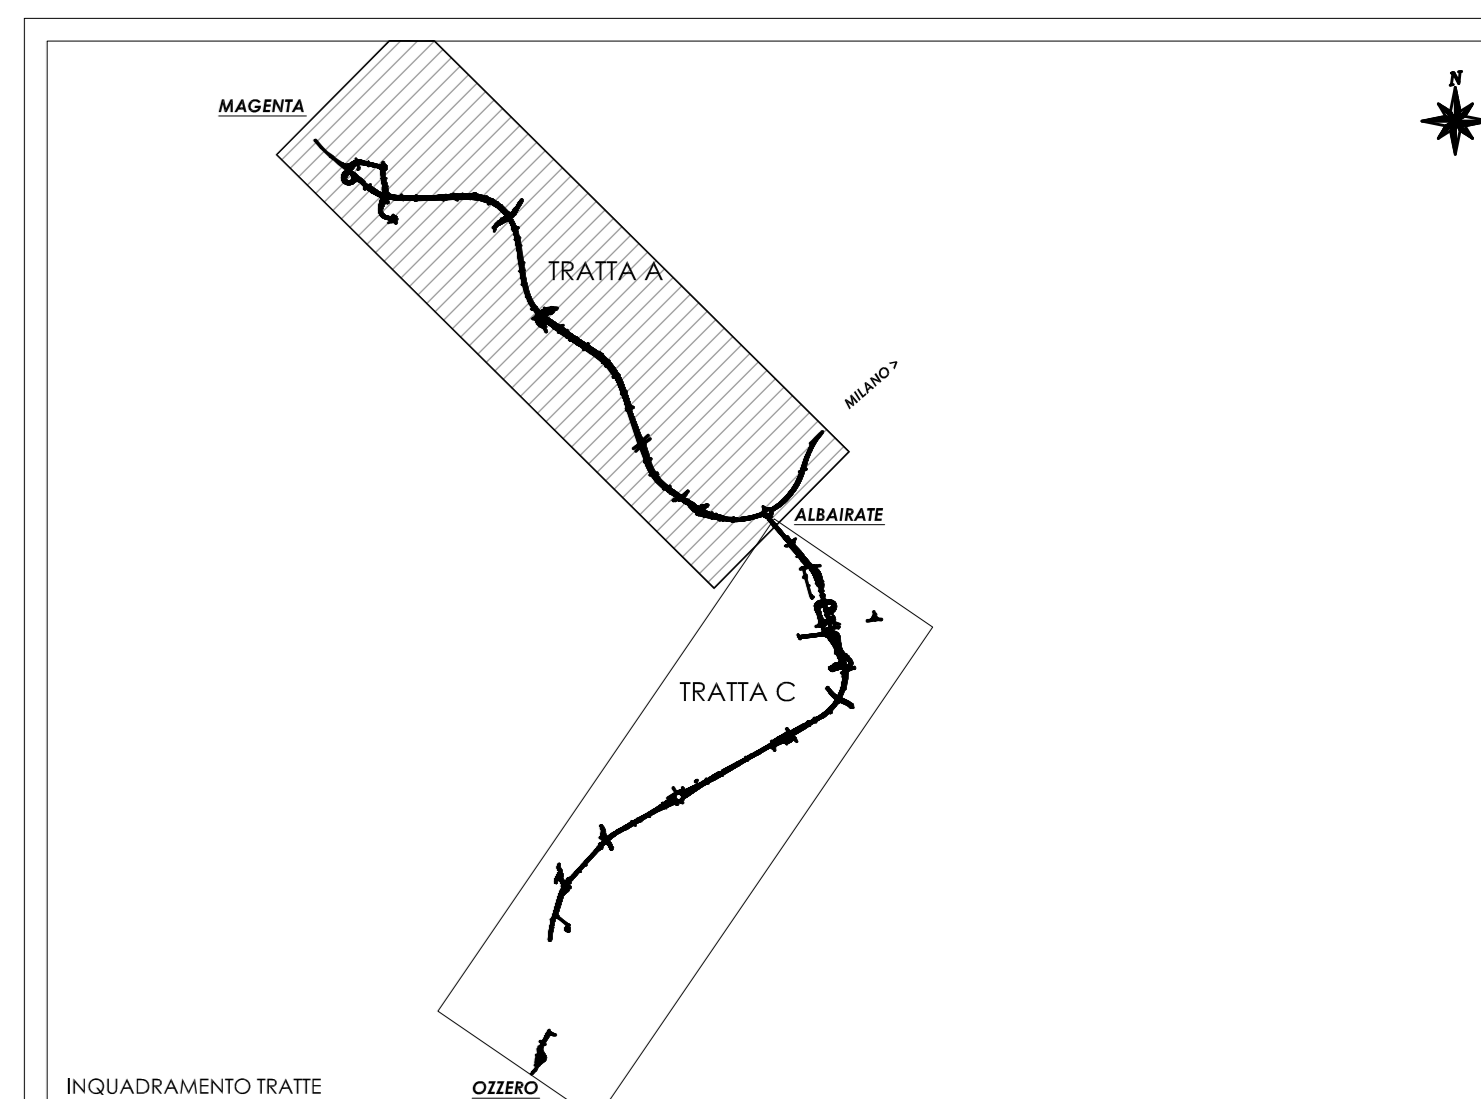 N
MAGENTA
TRATTA A
MILANO >
ALBAIRATE
TRATTA C
INQUADRAMENTO TRATTE
OZZERO